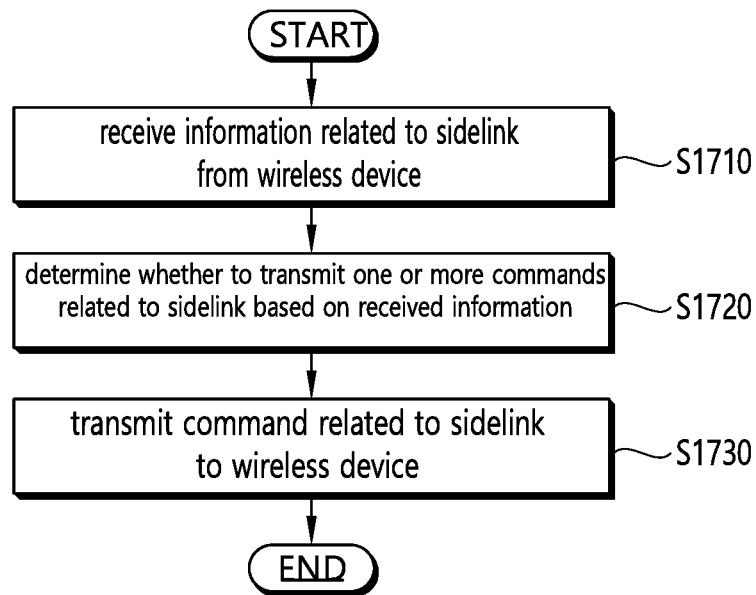 START
receive information related to sidelink
from wireless device
S1710
determine whether to transmit one or more commands
related to sidelink based on received information
S1720
transmit command related to sidelink
to wireless device
S1730
END